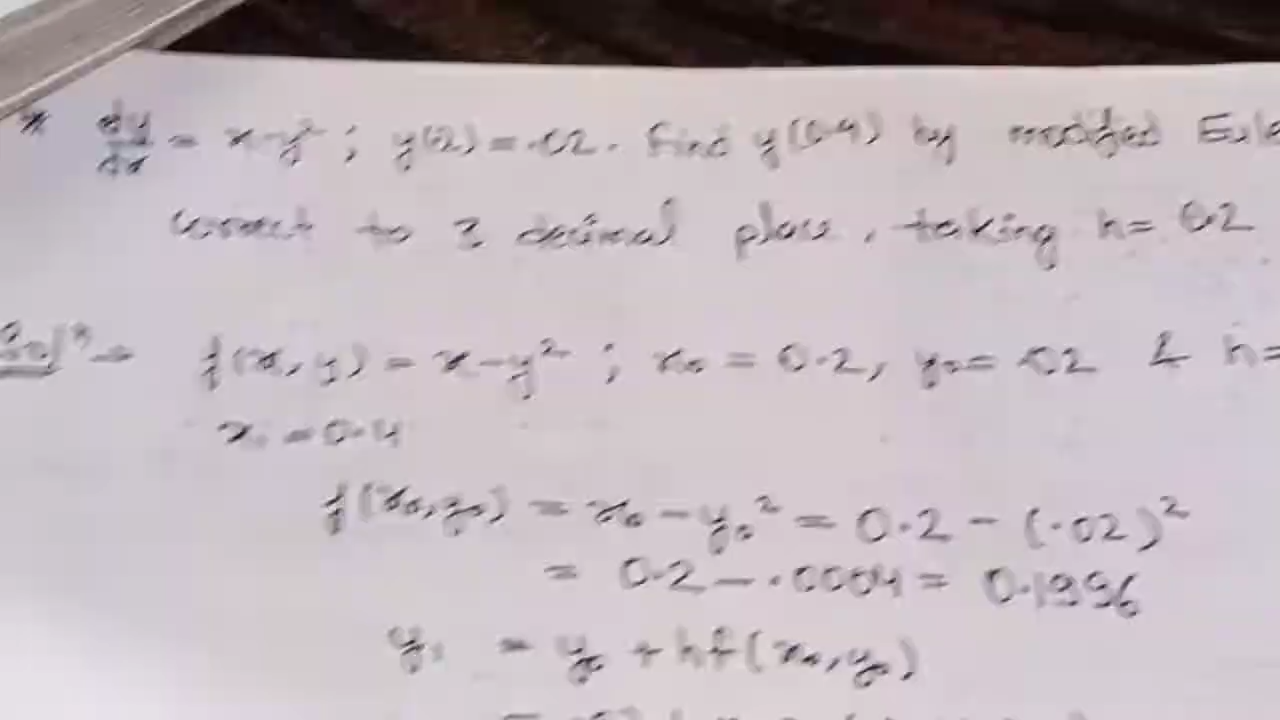 * dy/dx = x-y² ; y(.2) = .02. Find y(0.4) by modified Eule
correct to 3 decimal place, taking h = 0.2
Solⁿ → f(x, y) = x-y² ; x₀ = 0.2, y₀ = .02 & h =
x₁ = 0.4
f(x₀,y₀) = x₀ - y₀² = 0.2 - (.02)²
= 0.2 - .0004 = 0.1996
y₁ = y₀ + hf(x₀,y₀)